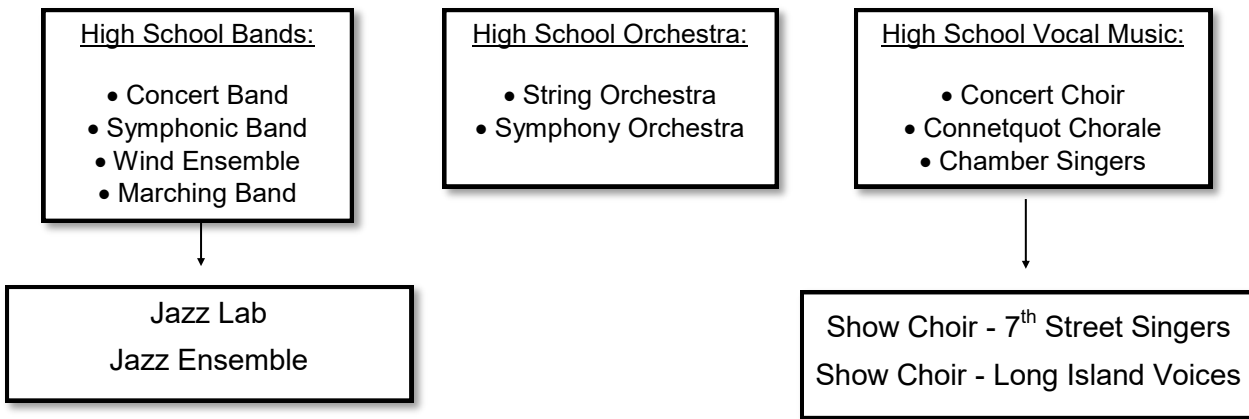 High School Bands:
• Concert Band
• Symphonic Band
• Wind Ensemble
• Marching Band
High School Orchestra:
• String Orchestra
• Symphony Orchestra
High School Vocal Music:
• Concert Choir
• Connetquot Chorale
• Chamber Singers
Jazz Lab
Jazz Ensemble
Show Choir - 7th Street Singers
Show Choir - Long Island Voices